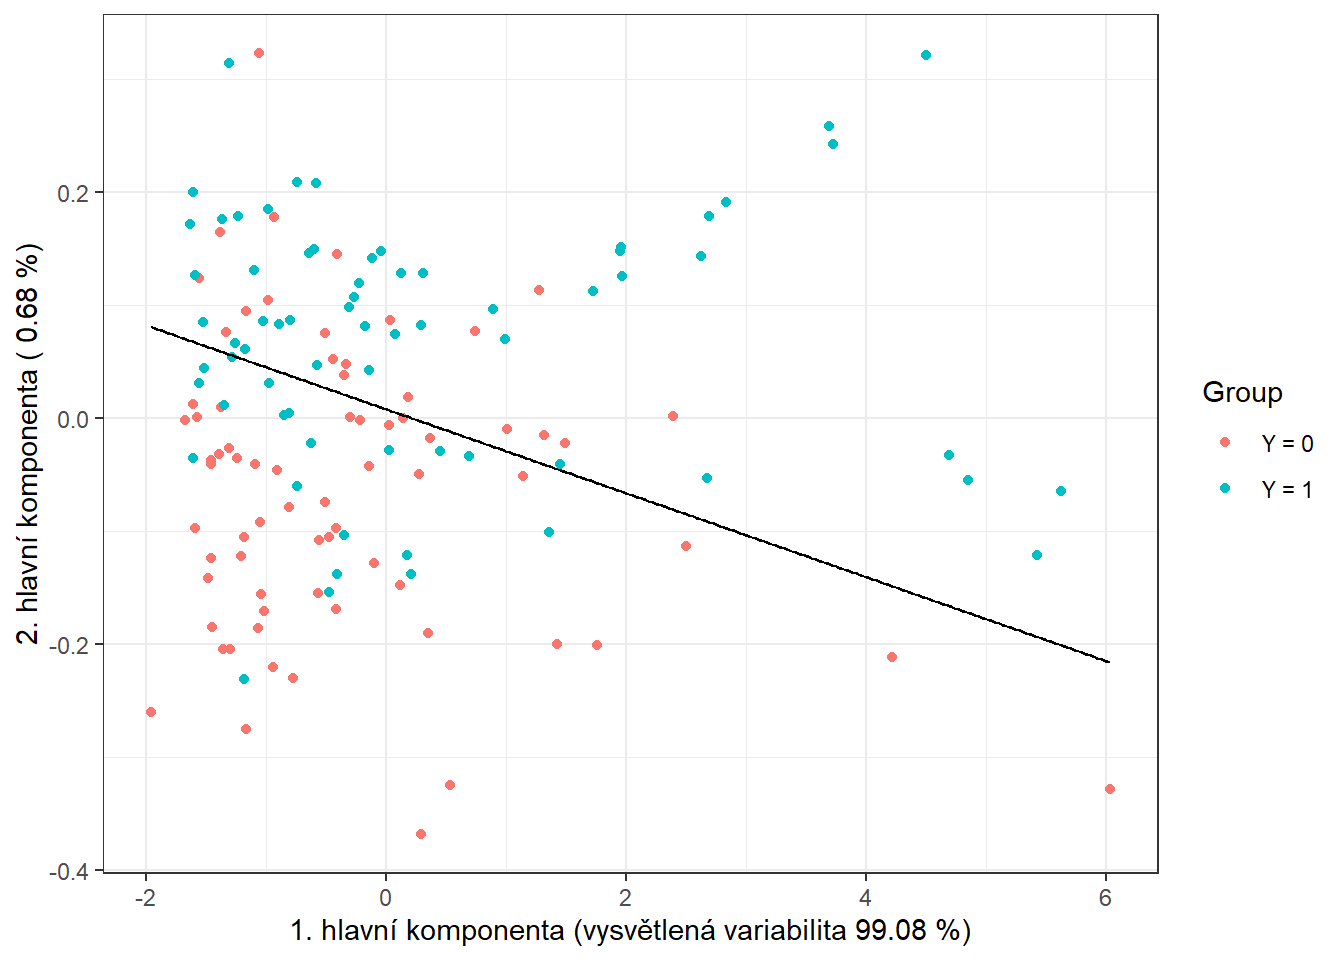 0.2
0.0
-0.2
-0.4
2. hlavní komponenta ( 0.68 %)
-2
0
2
4
6
1. hlavní komponenta (vysvětlená variabilita 99.08 %)
Group
Y = 0
Y = 1